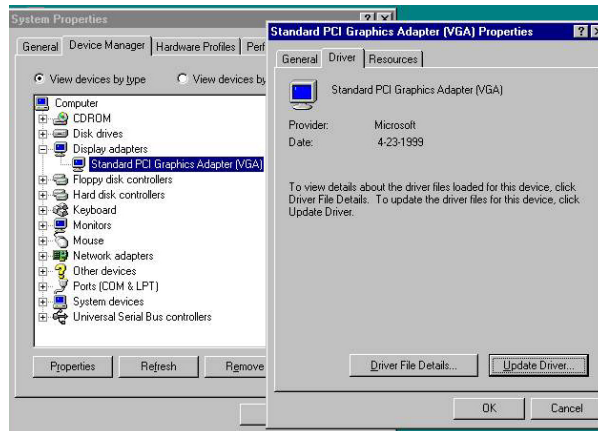 System Properties
General Device Manager Hardware Profiles Perf
View devices by type View devices by
Computer
CDROM
Disk drives
Display adapters
Standard PCI Graphics Adapter (VGA)
Floppy disk controllers
Hard disk controllers
Keyboard
Monitors
Mouse
Network adapters
Other devices
Ports (COM & LPT)
System devices
Universal Serial Bus controllers
Properties Refresh Remove
Standard PCI Graphics Adapter (VGA) Properties
General Driver Resources
Standard PCI Graphics Adapter (VGA)
Provider: Microsoft
Date: 4-23-1999
To view details about the driver files loaded for this device, click
Driver File Details. To update the driver files for this device, click
Update Driver.
Driver File Details... Update Driver...
OK Cancel